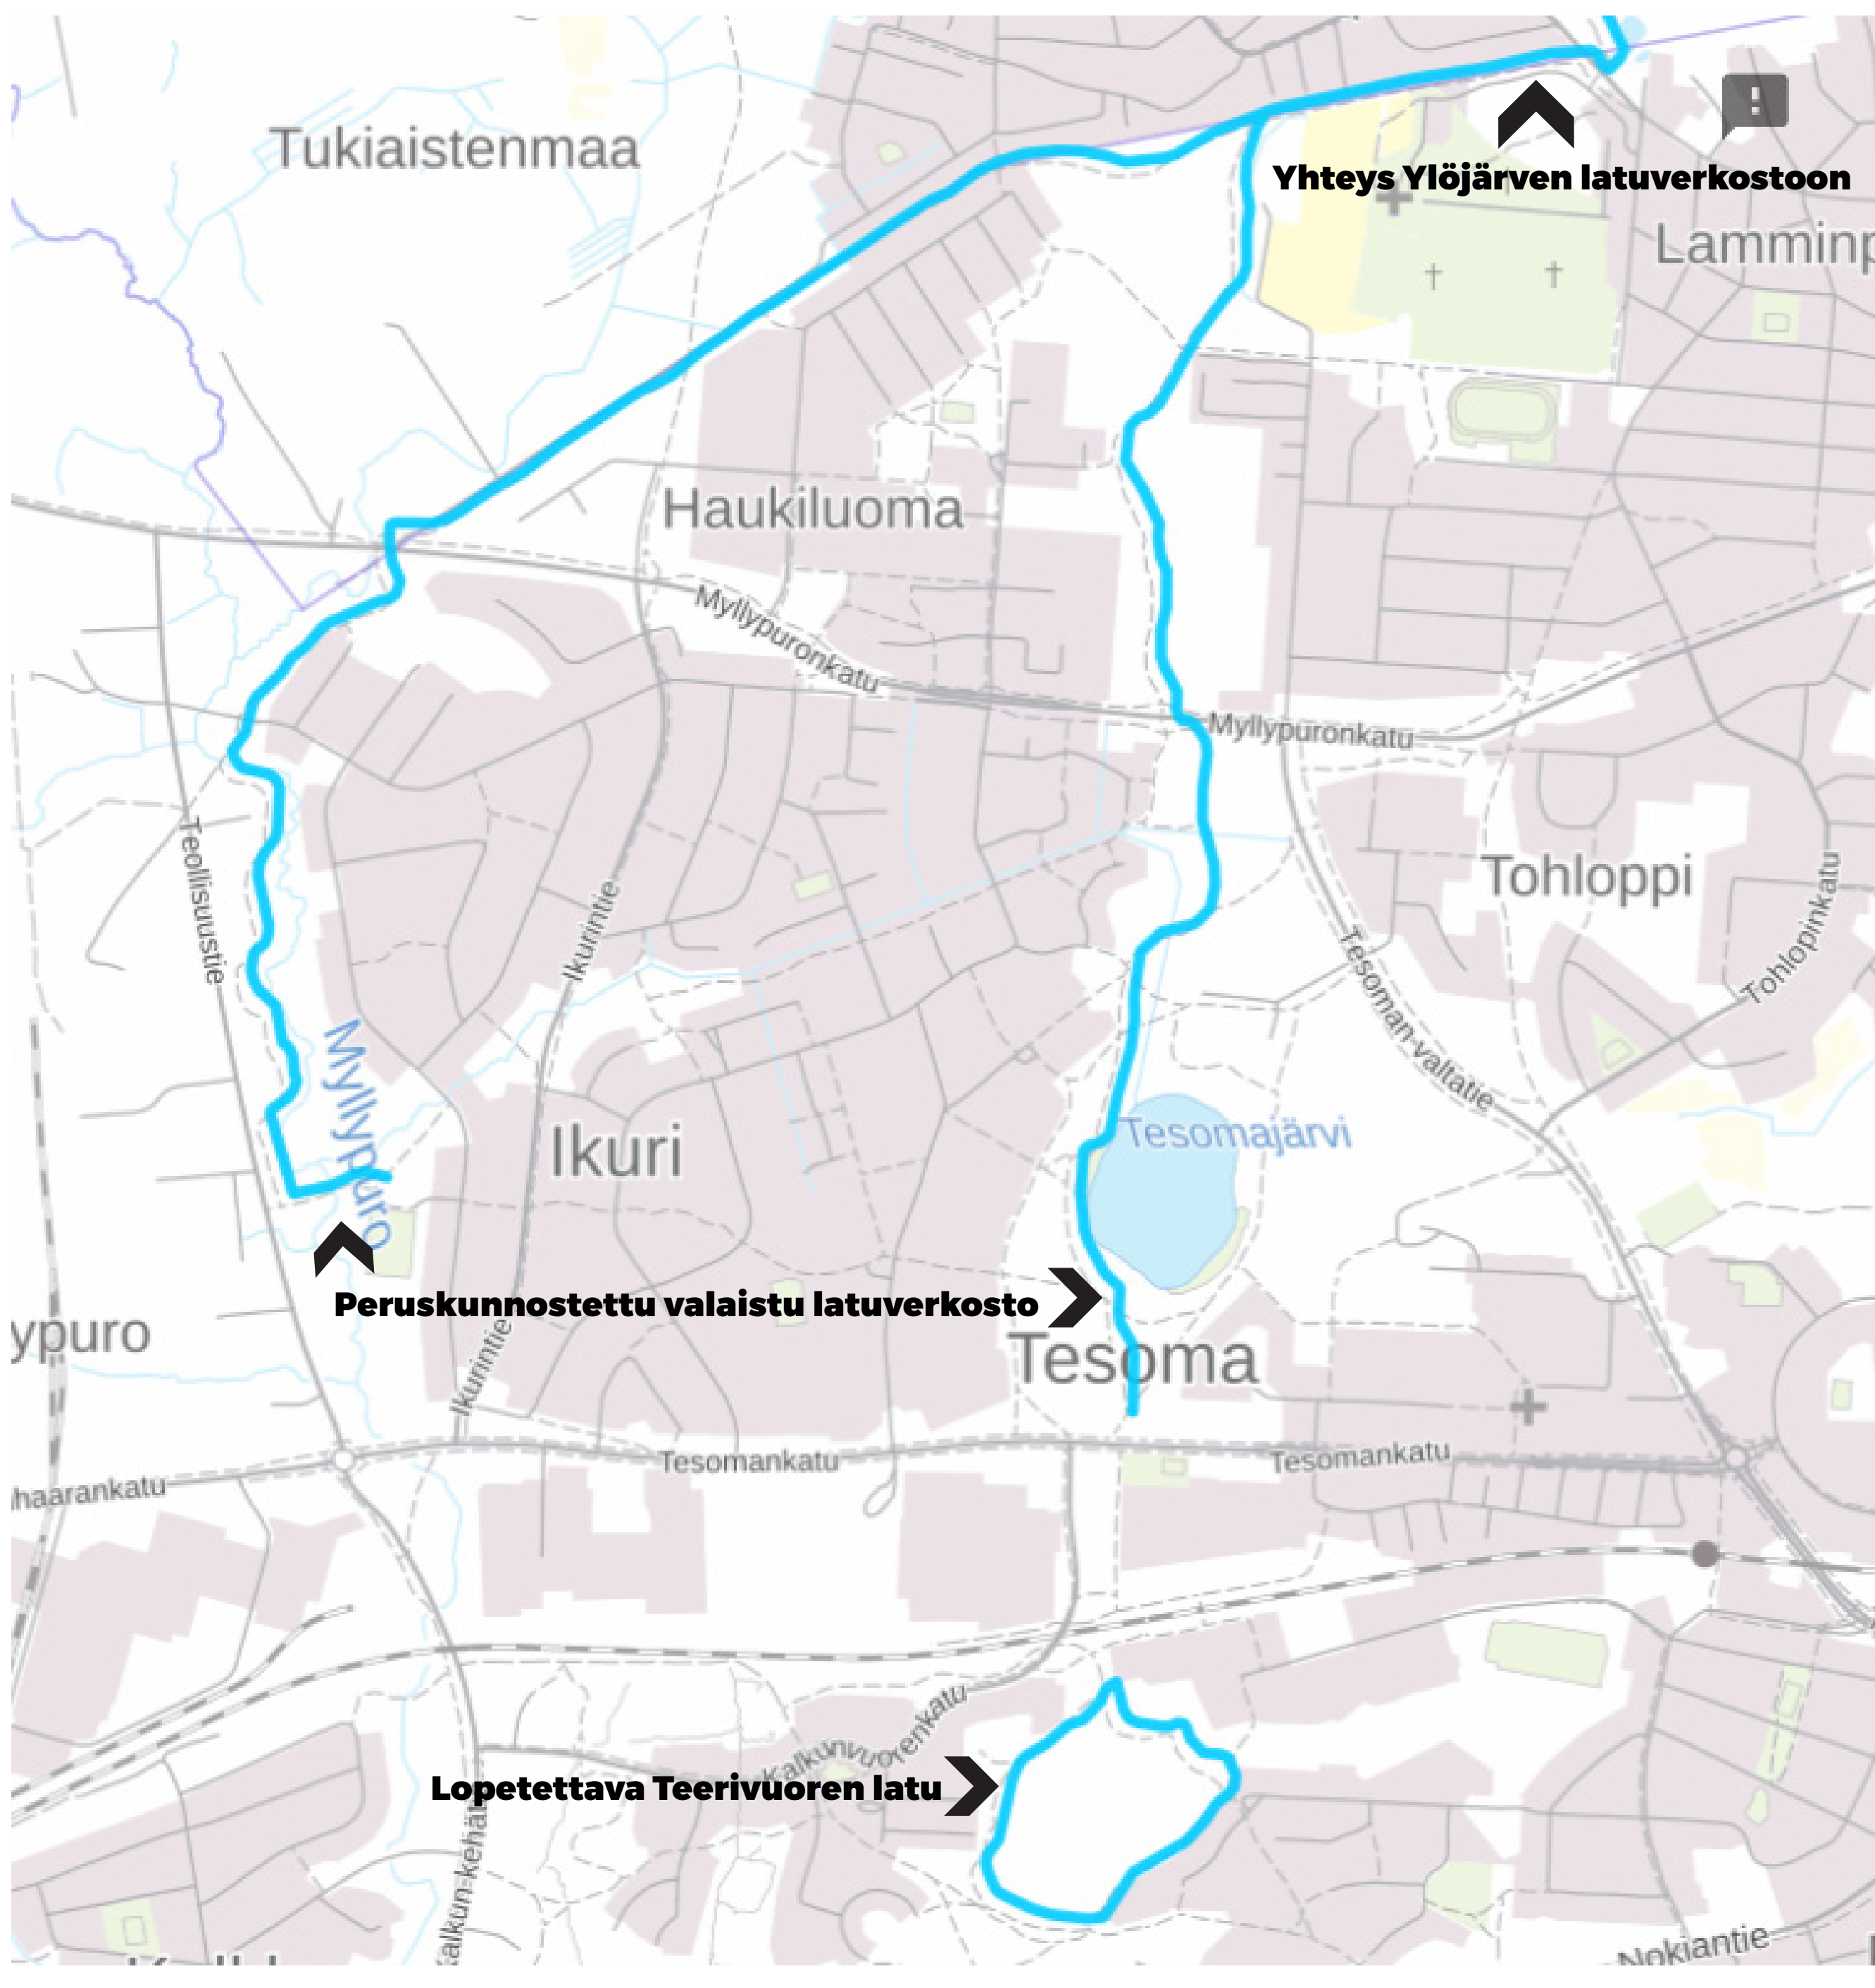 Tukiaistenmaa
Yhteys Ylöjärven latuverkostoon
Lamminp
Haukiluoma
Myllypuronkatu
Myllypuronkatu
Tohloppi
Teollisuustie
Ikurintie
Tesoman valtatie
Tohlopinkatu
Myllypuro
Ikuri
Tesomajärvi
Peruskunnostettu valaistu latuverkosto
ypuro
Ikurintie
Tesoma
Tesomankatu
Tesomankatu
haarankatu
Kalkunvuorenkatu
Lopetettava Teerivuoren latu
Nokiantie